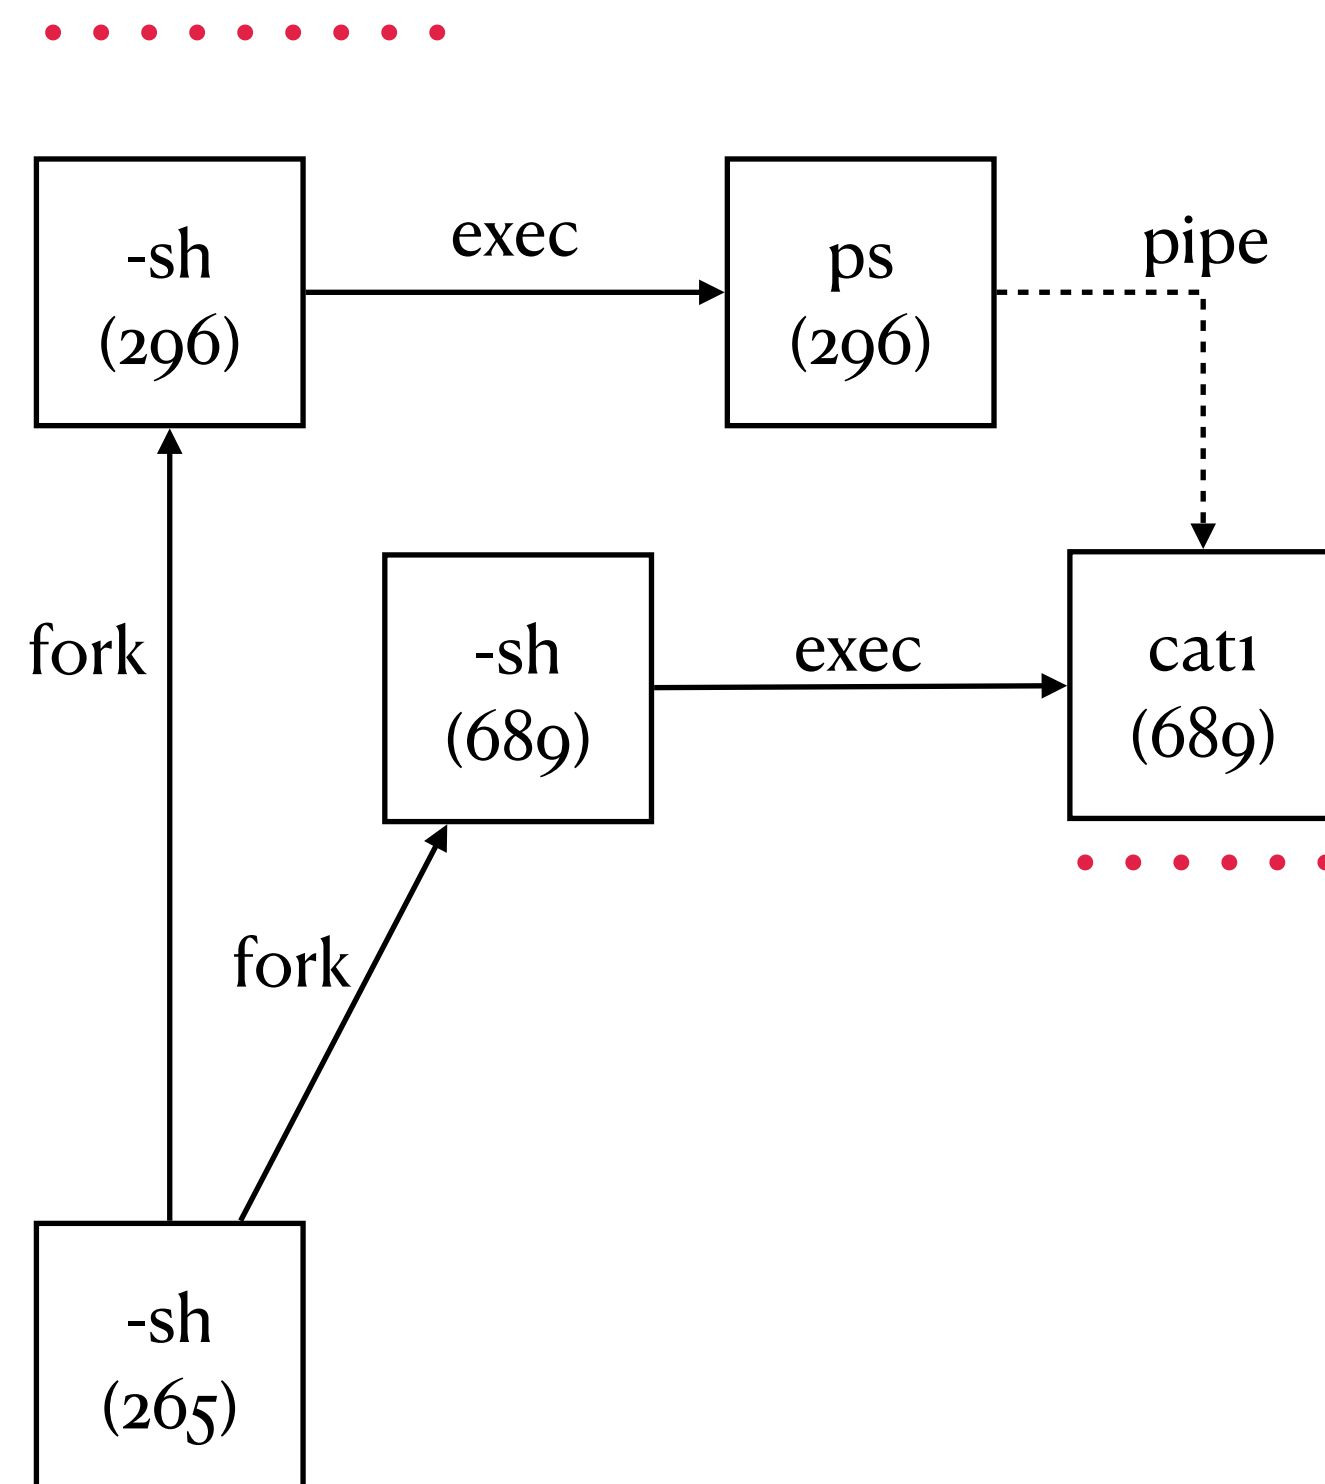 -sh
(296)
exec
ps
(296)
pipe
fork
-sh
(689)
exec
cat1
(689)
fork
-sh
(265)